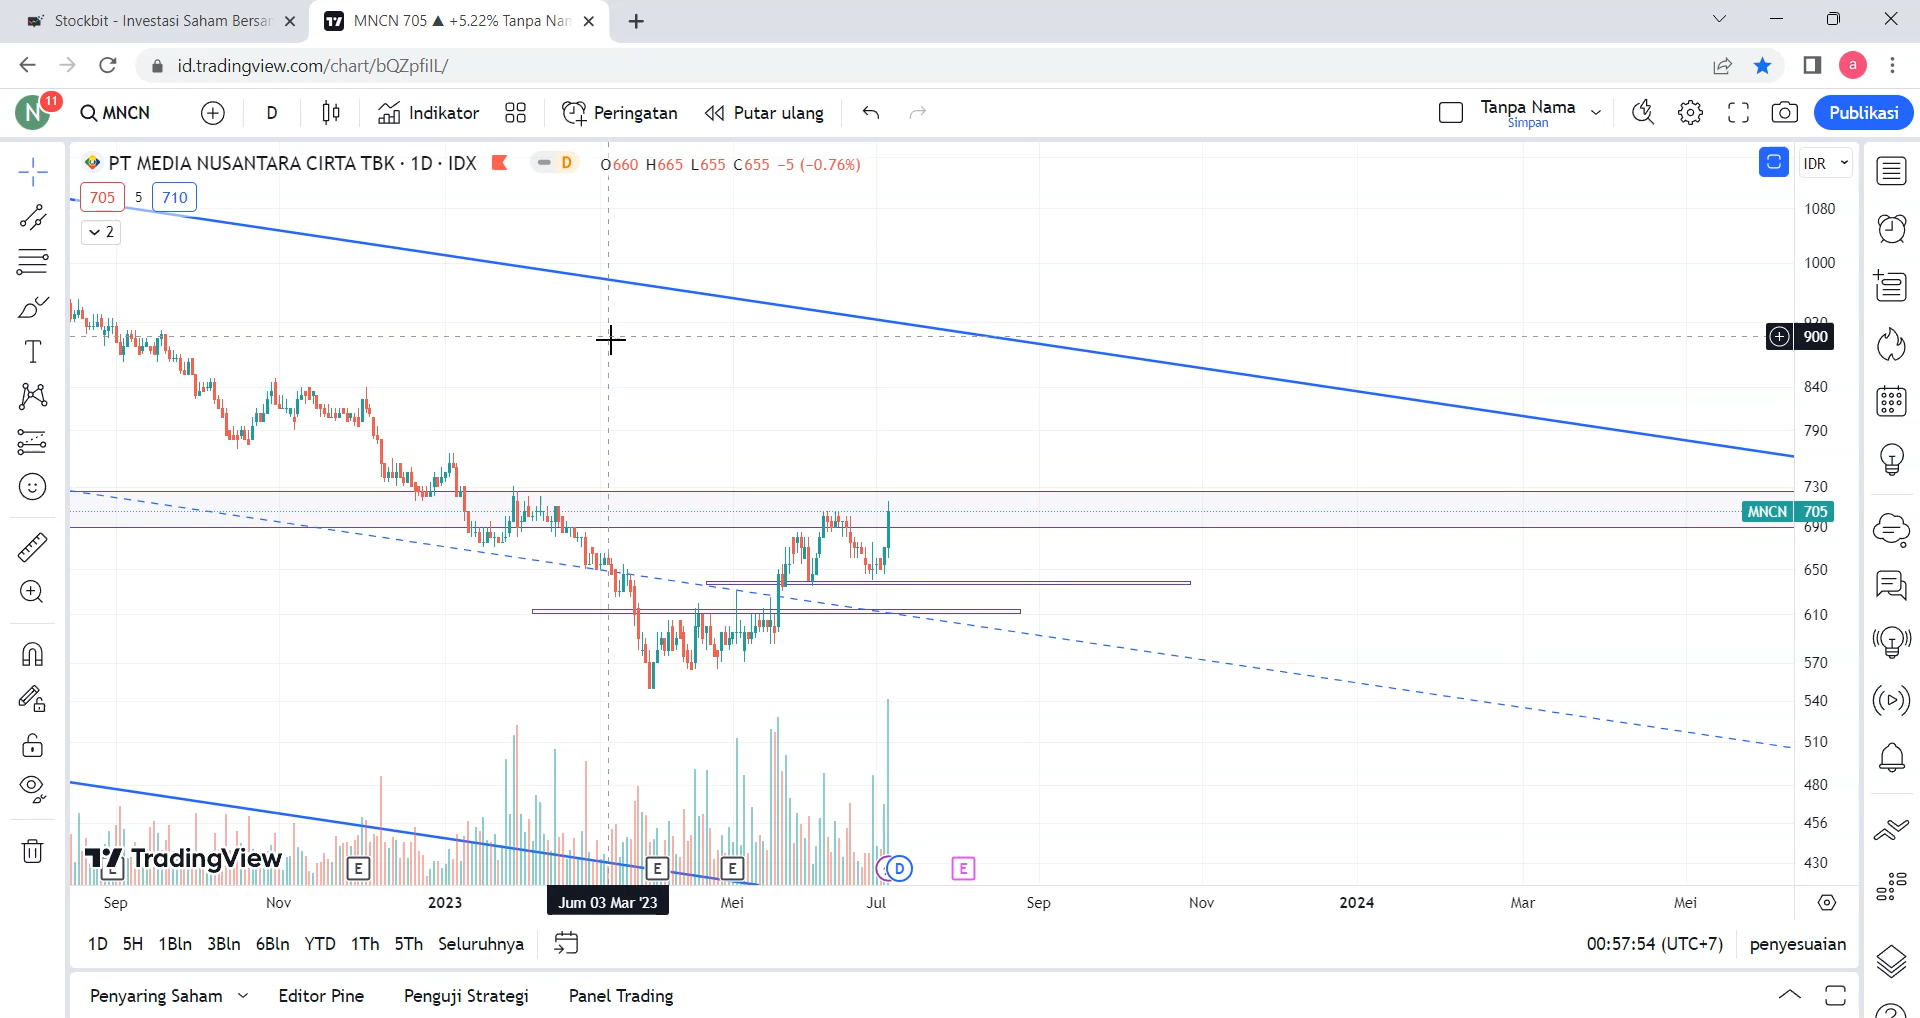 Stockbit - Investasi Saham Bersar
MNCN 705 ▲ +5.22% Tanpa Nan
id.tradingview.com/chart/bQZpfiIL/
a
N 11 MNCN D Indikator Peringatan Putar ulang Tanpa Nama Simpan Publikasi
PT MEDIA NUSANTARA CIRTA TBK · 1D · IDX D O660 H665 L655 C655 −5 (−0.76%) IDR
705 5 710
2
1080
1000
920
900
840
790
730
MNCN 705
690
650
610
570
540
510
480
456
430
TradingView
E E E E D E
Sep Nov 2023 Jum 03 Mar '23 Mei Jul Sep Nov 2024 Mar Mei
1D 5H 1Bln 3Bln 6Bln YTD 1Th 5Th Seluruhnya 00:57:54 (UTC+7) penyesuaian
Penyaring Saham Editor Pine Penguji Strategi Panel Trading